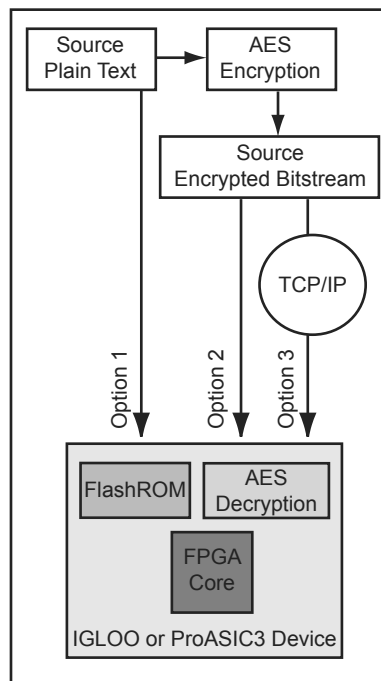 Source
Plain Text
AES
Encryption
Source
Encrypted Bitstream
TCP/IP
Option 1
Option 2
Option 3
FlashROM
AES
Decryption
FPGA
Core
IGLOO or ProASIC3 Device